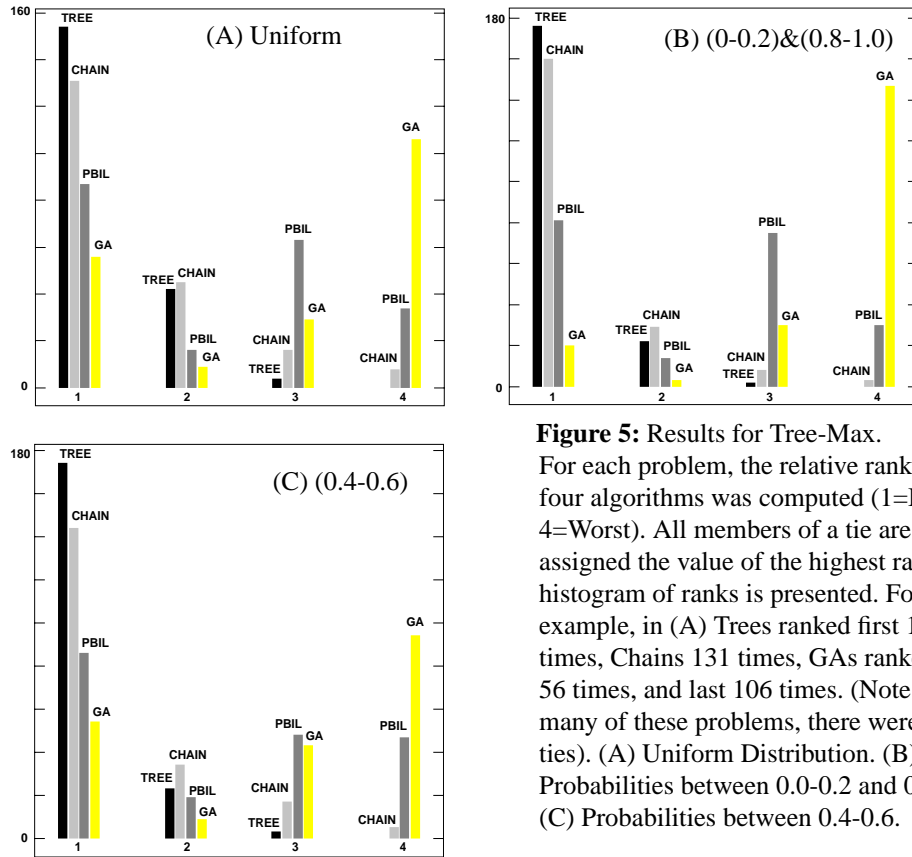 160
TREE
(A) Uniform
CHAIN
GA
PBIL
PBIL
GA
TREE CHAIN
GA
PBIL
PBIL
CHAIN
GA
TREE
CHAIN
0
1 2 3 4
180
TREE
(B) (0-0.2)&(0.8-1.0)
CHAIN
GA
PBIL
PBIL
CHAIN
GA
TREE
GA
PBIL
PBIL
CHAIN
GA
TREE
CHAIN
0
1 2 3 4
180
TREE
(C) (0.4-0.6)
CHAIN
GA
PBIL
GA
PBIL
GA
PBIL
CHAIN
TREE
CHAIN
PBIL
GA
TREE
CHAIN
0
1 2 3 4
Figure 5: Results for Tree-Max.
For each problem, the relative rank
four algorithms was computed (1=
4=Worst). All members of a tie are
assigned the value of the highest ra
histogram of ranks is presented. Fo
example, in (A) Trees ranked first 1
times, Chains 131 times, GAs ranke
56 times, and last 106 times. (Note
many of these problems, there were
ties). (A) Uniform Distribution. (B)
Probabilities between 0.0-0.2 and 0
(C) Probabilities between 0.4-0.6.